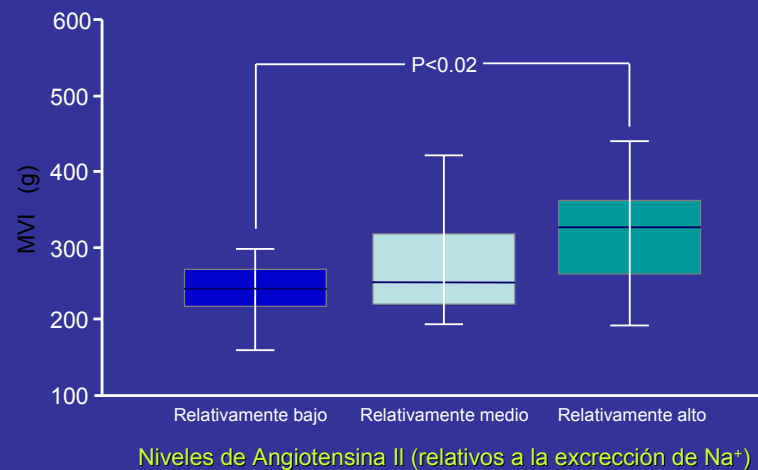 600
500
400
300
200
100
MVI (g)
P<0.02
Relativamente bajo Relativamente medio Relativamente alto
Niveles de Angiotensina II (relativos a la excrección de Na⁺)